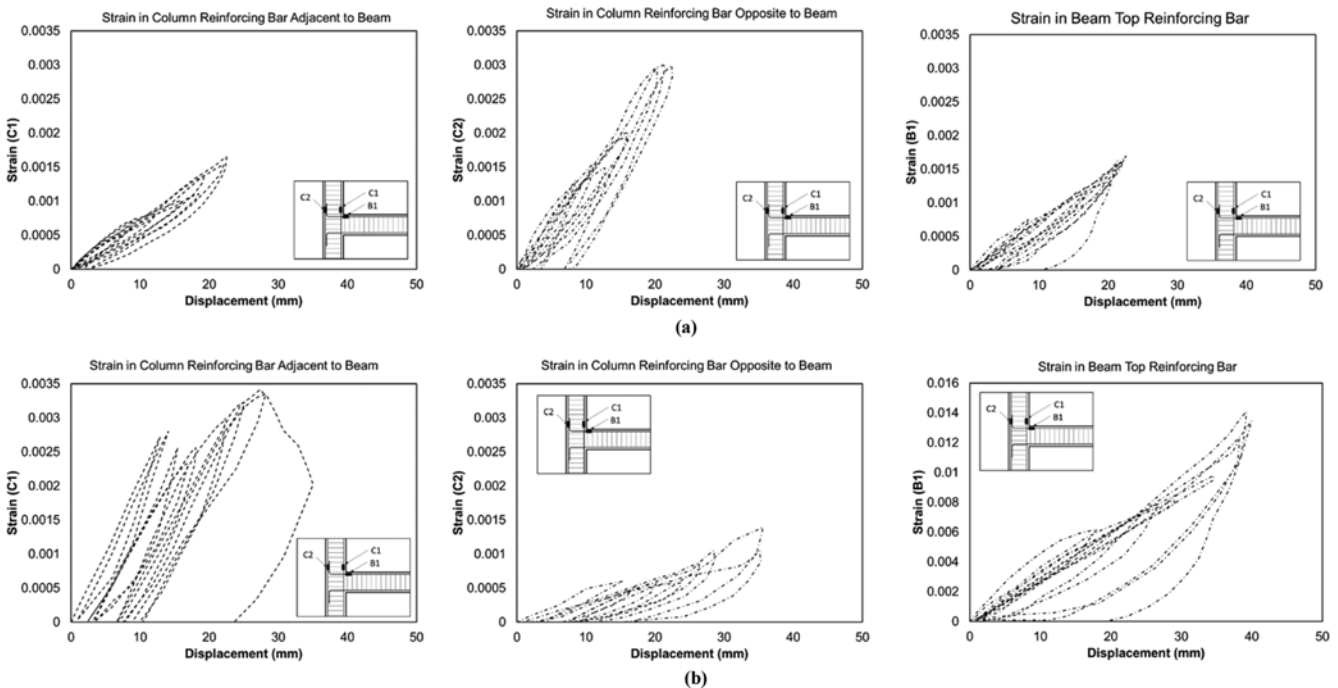 Strain in Column Reinforcing Bar Adjacent to Beam
0.0035
0.003
0.0025
0.002
0.0015
0.001
0.0005
0
Strain (C1)
0 10 20 30 40 50
Displacement (mm)
C2 C1
B1
Strain in Column Reinforcing Bar Opposite to Beam
0.0035
0.003
0.0025
0.002
0.0015
0.001
0.0005
0
Strain (C2)
0 10 20 30 40 50
Displacement (mm)
C2 C1
B1
Strain in Beam Top Reinforcing Bar
0.0035
0.003
0.0025
0.002
0.0015
0.001
0.0005
0
Strain (B1)
0 10 20 30 40 50
Displacement (mm)
C2 C1
B1
(a)
Strain in Column Reinforcing Bar Adjacent to Beam
0.0035
0.003
0.0025
0.002
0.0015
0.001
0.0005
0
Strain (C1)
0 10 20 30 40 50
Displacement (mm)
C2 C1
B1
Strain in Column Reinforcing Bar Opposite to Beam
0.0035
0.003
0.0025
0.002
0.0015
0.001
0.0005
0
Strain (C2)
0 10 20 30 40 50
Displacement (mm)
C2 C1
B1
Strain in Beam Top Reinforcing Bar
0.016
0.014
0.012
0.01
0.008
0.006
0.004
0.002
0
Strain (B1)
0 10 20 30 40 50
Displacement (mm)
C2 C1
B1
(b)